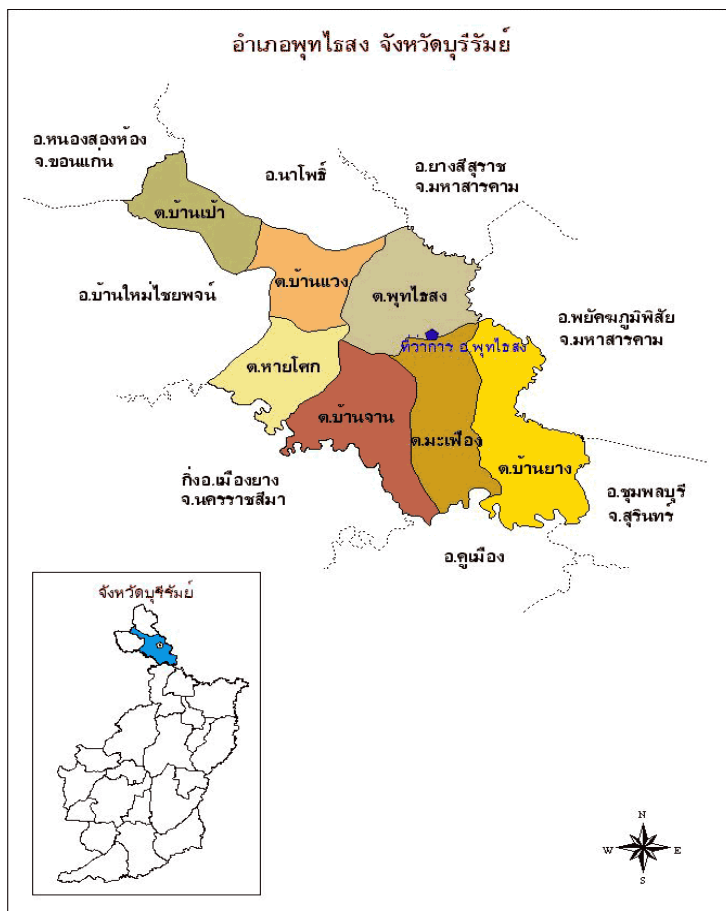 อำเภอพุทไธสง จังหวัดบุรีรัมย์
อ.หนองสองห้อง
จ.ขอนแก่น
อ.นาโพธิ์
อ.ยางสีสุราช
จ.มหาสารคาม
ต.บ้านเป้า
ต.บ้านแวง
ต.พุทไธสง
อ.บ้านใหม่ไชยพจน์
อ.พยัคฆภูมิพิสัย
จ.มหาสารคาม
ที่ว่าการ อ.พุทไธสง
ต.หายโศก
ต.บ้านจาน
ต.มะเฟือง
ต.บ้านยาง
กิ่งอ.เมืองยาง
จ.นครราชสีมา
อ.ชุมพลบุรี
จ.สุรินทร์
อ.คูเมือง
จังหวัดบุรีรัมย์
N
W
E
S